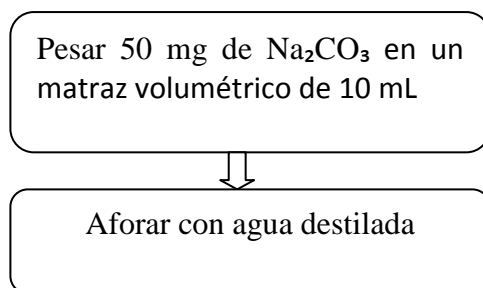 Pesar 50 mg de Na₂CO₃ en un
matraz volumétrico de 10 mL
Aforar con agua destilada